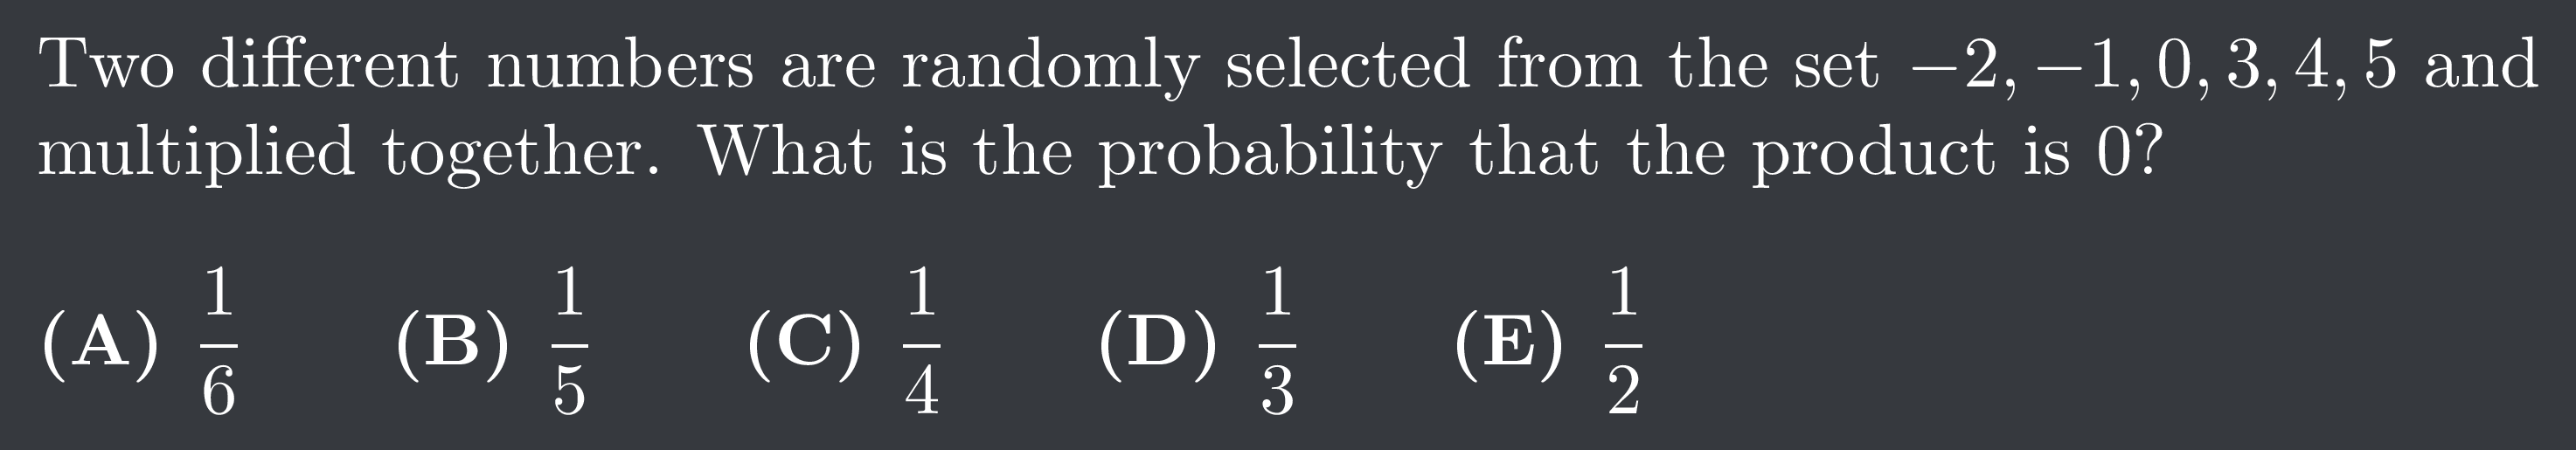 Two different numbers are randomly selected from the set −2, −1, 0, 3, 4, 5 and
multiplied together. What is the probability that the product is 0?
(A) 1/6 (B) 1/5 (C) 1/4 (D) 1/3 (E) 1/2